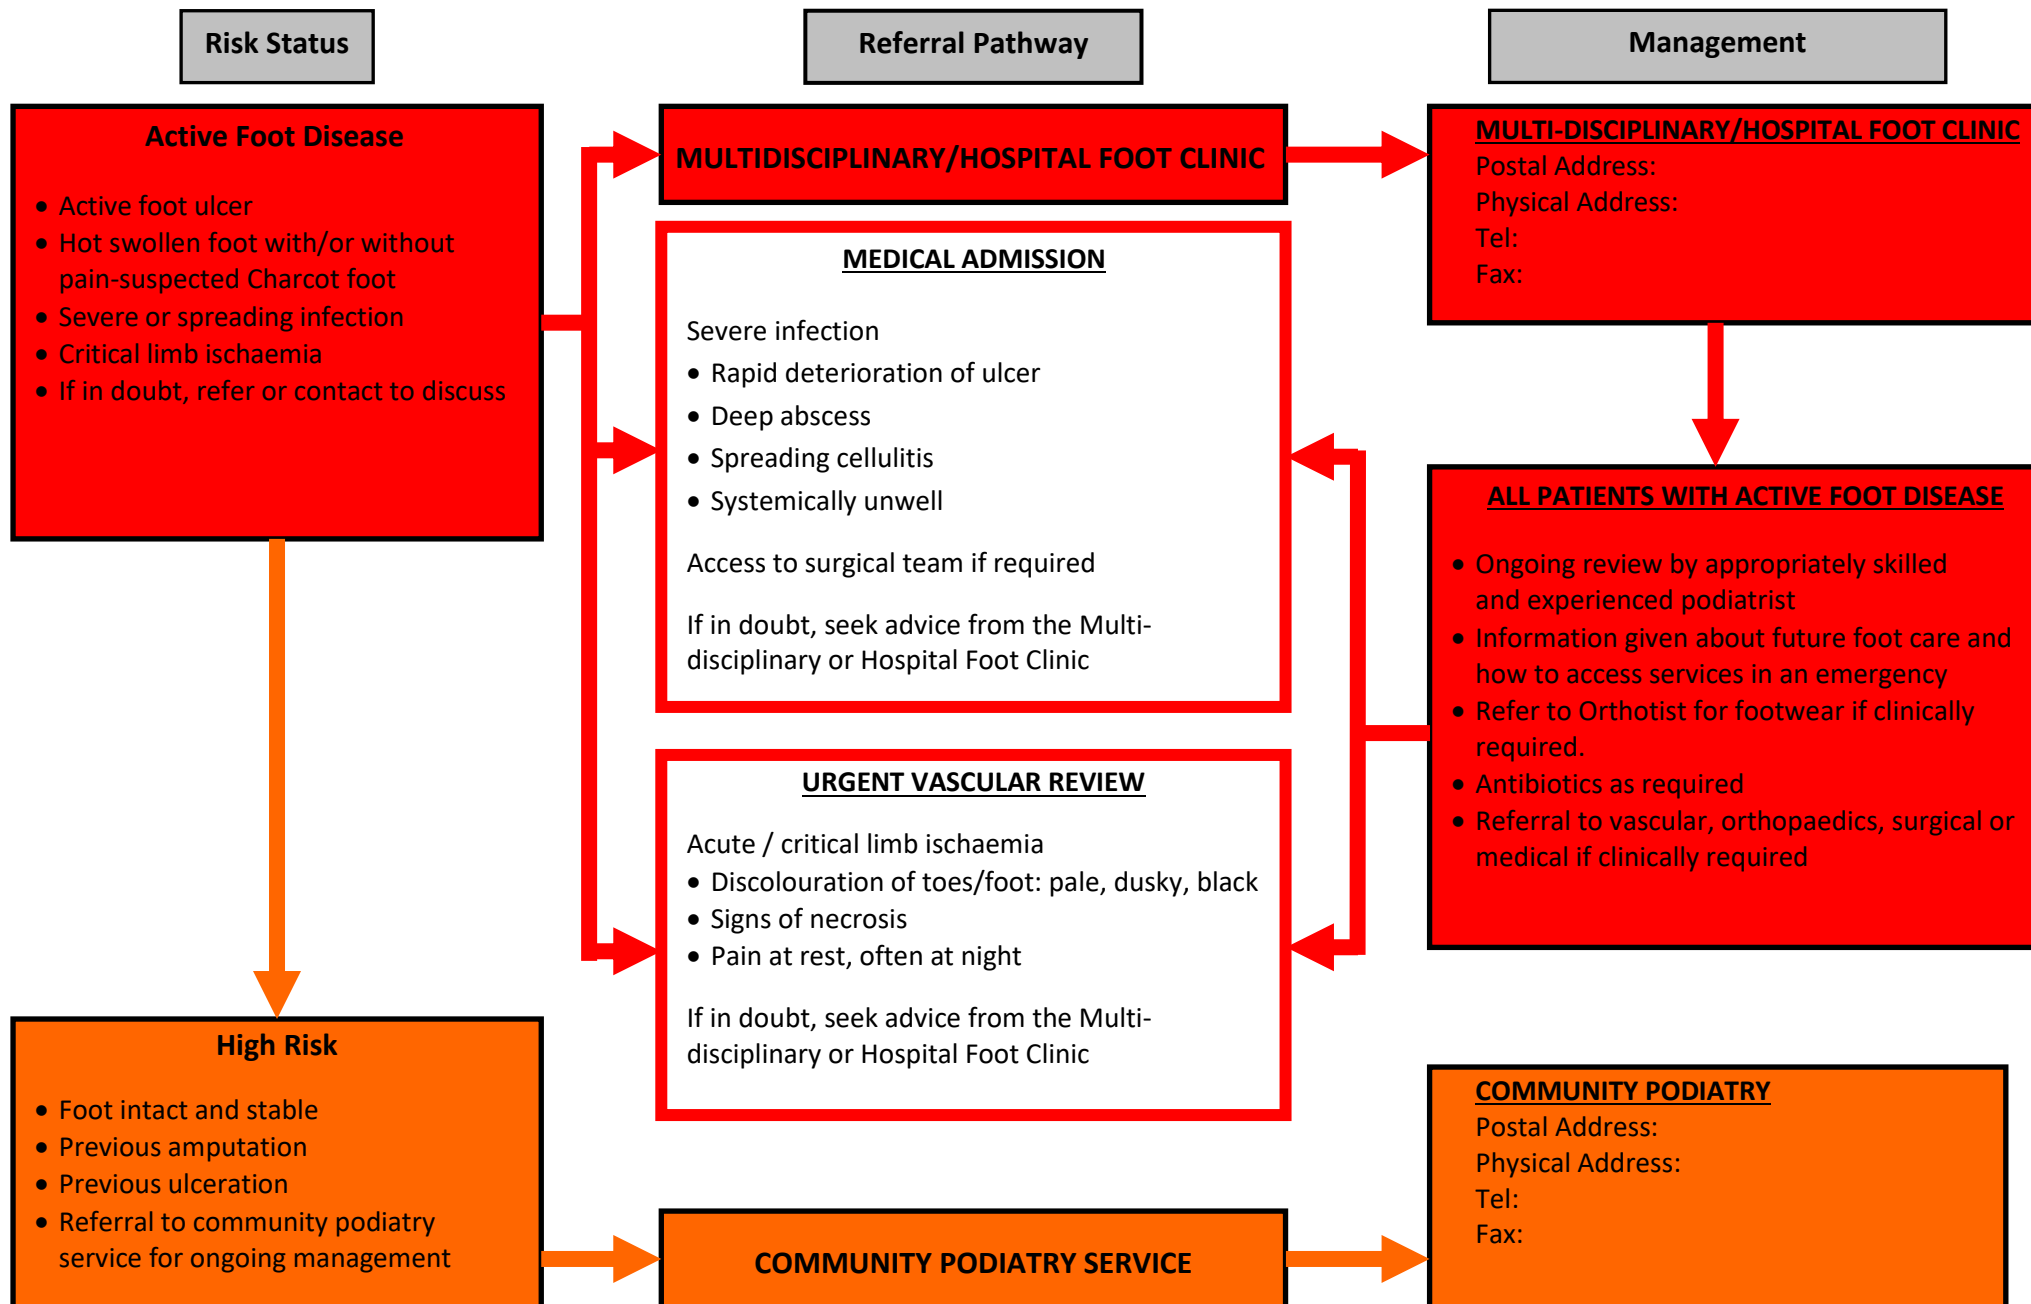 Risk Status
Referral Pathway
Management
Active Foot Disease
• Active foot ulcer
• Hot swollen foot with/or without
pain-suspected Charcot foot
• Severe or spreading infection
• Critical limb ischaemia
• If in doubt, refer or contact to discuss
MULTIDISCIPLINARY/HOSPITAL FOOT CLINIC
MULTI-DISCIPLINARY/HOSPITAL FOOT CLINIC
Postal Address:
Physical Address:
Tel:
Fax:
MEDICAL ADMISSION
Severe infection
• Rapid deterioration of ulcer
• Deep abscess
• Spreading cellulitis
• Systemically unwell
Access to surgical team if required
If in doubt, seek advice from the Multi-
disciplinary or Hospital Foot Clinic
ALL PATIENTS WITH ACTIVE FOOT DISEASE
• Ongoing review by appropriately skilled
and experienced podiatrist
• Information given about future foot care and
how to access services in an emergency
• Refer to Orthotist for footwear if clinically
required.
• Antibiotics as required
• Referral to vascular, orthopaedics, surgical or
medical if clinically required
URGENT VASCULAR REVIEW
Acute / critical limb ischaemia
• Discolouration of toes/foot: pale, dusky, black
• Signs of necrosis
• Pain at rest, often at night
If in doubt, seek advice from the Multi-
disciplinary or Hospital Foot Clinic
High Risk
• Foot intact and stable
• Previous amputation
• Previous ulceration
• Referral to community podiatry
service for ongoing management
COMMUNITY PODIATRY SERVICE
COMMUNITY PODIATRY
Postal Address:
Physical Address:
Tel:
Fax: